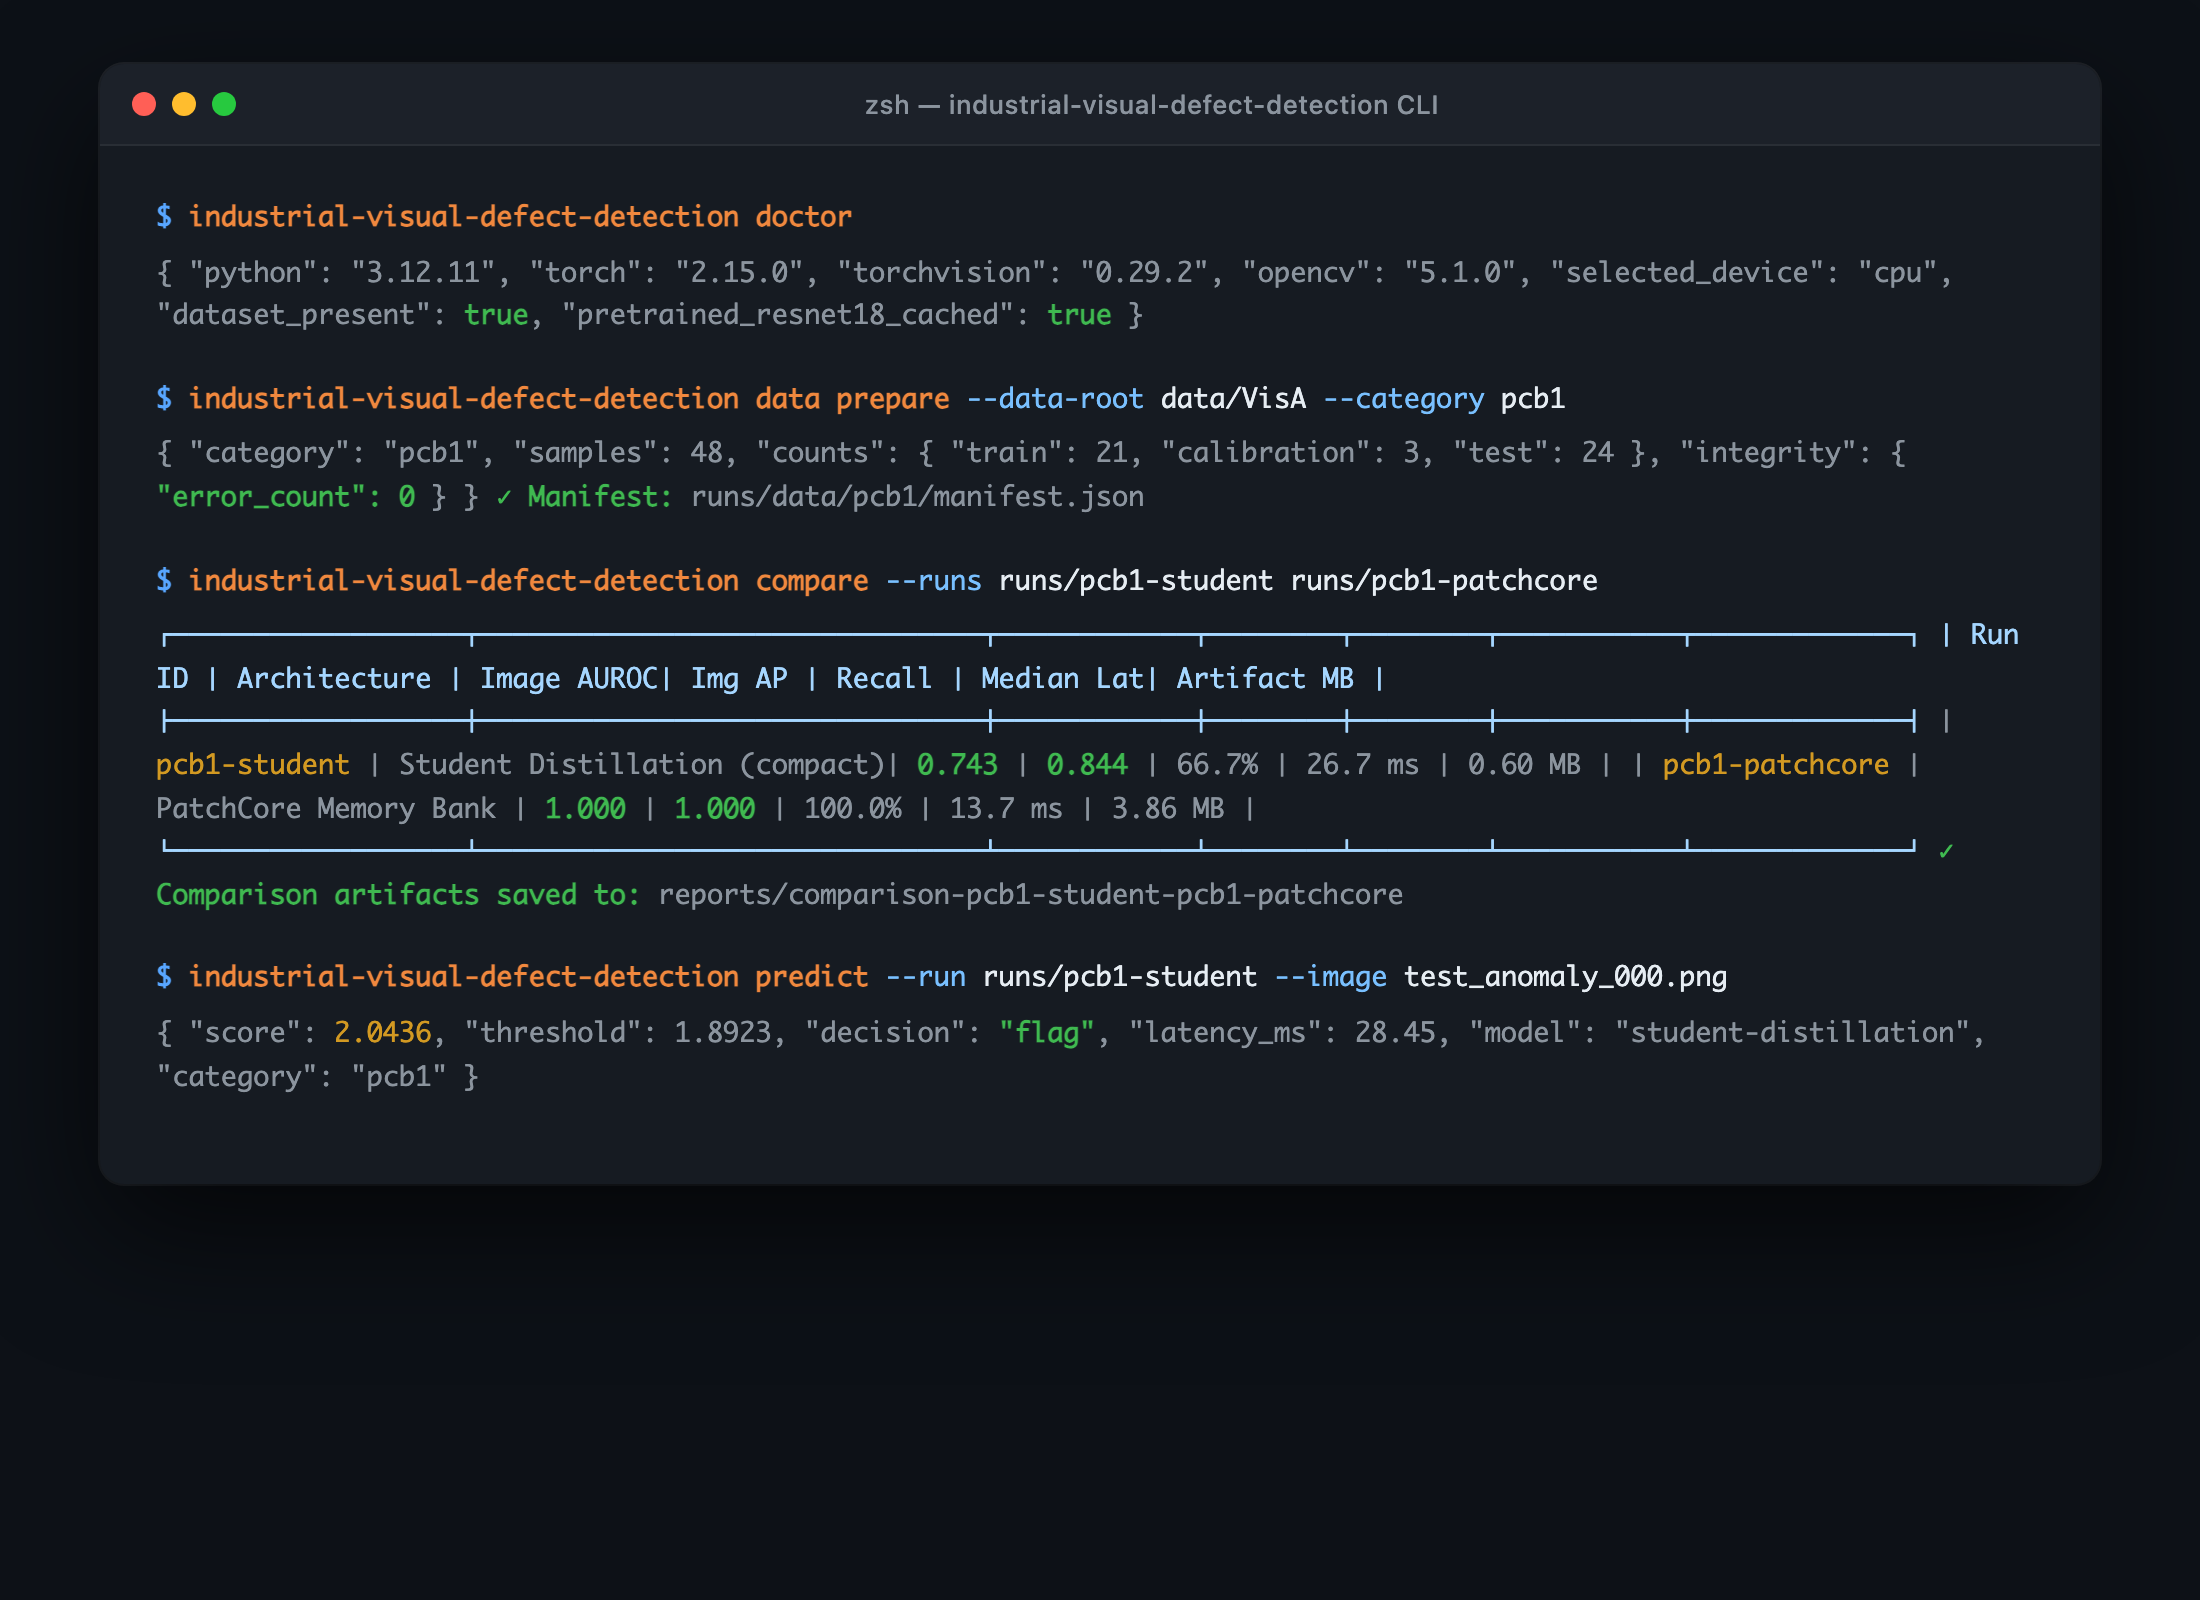 zsh — industrial-visual-defect-detection CLI
$ industrial-visual-defect-detection doctor
{ "python": "3.12.11", "torch": "2.15.0", "torchvision": "0.29.2", "opencv": "5.1.0", "selected_device": "cpu",
"dataset_present": true, "pretrained_resnet18_cached": true }
$ industrial-visual-defect-detection data prepare --data-root data/VisA --category pcb1
{ "category": "pcb1", "samples": 48, "counts": { "train": 21, "calibration": 3, "test": 24 }, "integrity": {
"error_count": 0 } } ✓ Manifest: runs/data/pcb1/manifest.json
$ industrial-visual-defect-detection compare --runs runs/pcb1-student runs/pcb1-patchcore
| Run
ID | Architecture | Image AUROC| Img AP | Recall | Median Lat| Artifact MB |
|
pcb1-student | Student Distillation (compact)| 0.743 | 0.844 | 66.7% | 26.7 ms | 0.60 MB | | pcb1-patchcore |
PatchCore Memory Bank | 1.000 | 1.000 | 100.0% | 13.7 ms | 3.86 MB |
✓
Comparison artifacts saved to: reports/comparison-pcb1-student-pcb1-patchcore
$ industrial-visual-defect-detection predict --run runs/pcb1-student --image test_anomaly_000.png
{ "score": 2.0436, "threshold": 1.8923, "decision": "flag", "latency_ms": 28.45, "model": "student-distillation",
"category": "pcb1" }